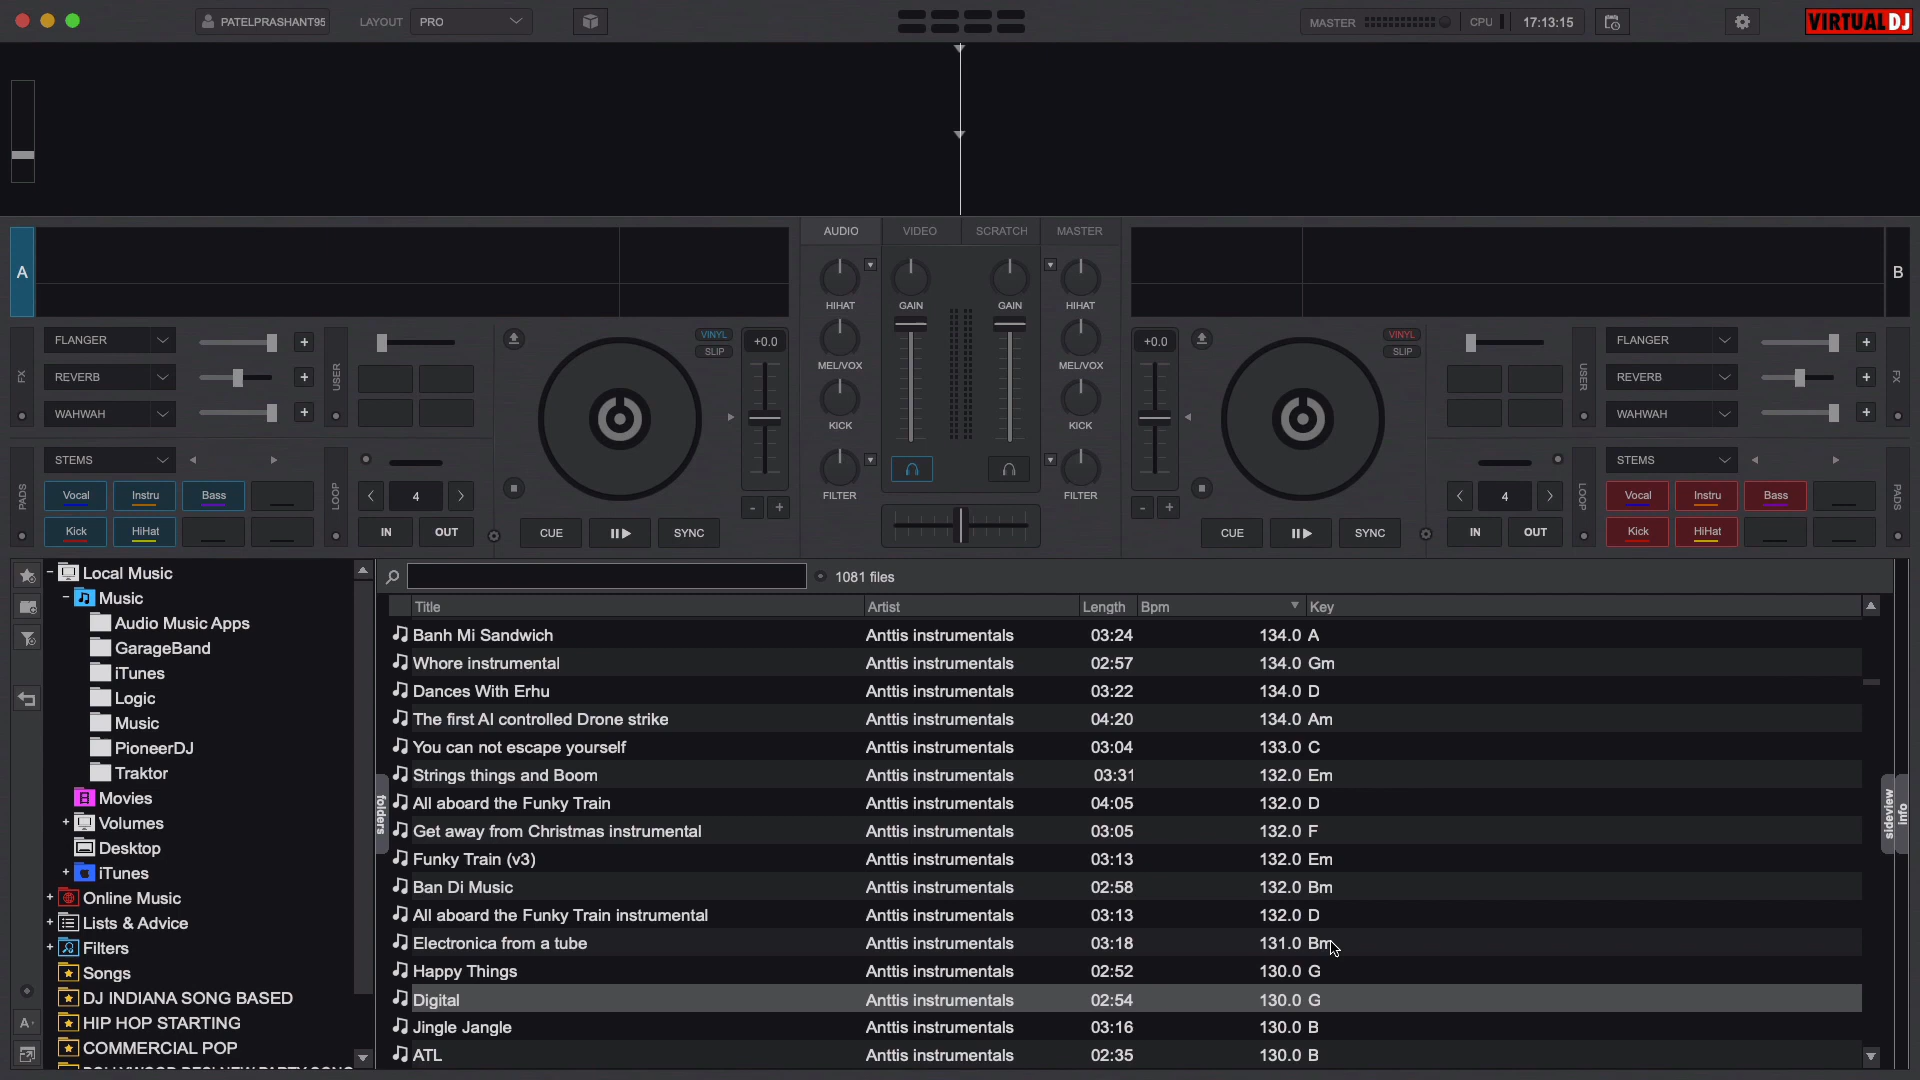 PATELPRASHANT95 LAYOUT PRO MASTER CPU 17:13:15 VIRTUAL DJ
AUDIO VIDEO SCRATCH MASTER
A B
HIHAT GAIN GAIN HIHAT
FLANGER + USER VINYL SLIP +0.0 MEL/VOX MEL/VOX +0.0 VINYL SLIP USER FLANGER +
FX REVERB + REVERB + FX
WAHWAH + KICK KICK WAHWAH +
PADS STEMS LOOP FILTER FILTER LOOP STEMS PADS
Vocal Instru Bass 4 - + - + 4 Vocal Instru Bass
Kick HiHat IN OUT CUE SYNC CUE SYNC IN OUT Kick HiHat
Local Music
Music
Audio Music Apps
GarageBand
iTunes
Logic
Music
PioneerDJ
Traktor
Movies
Volumes
Desktop
iTunes
Online Music
Lists & Advice
Filters
Songs
DJ INDIANA SONG BASED
HIP HOP STARTING
COMMERCIAL POP
folders
1081 files
Title Artist Length Bpm Key
Banh Mi Sandwich Anttis instrumentals 03:24 134.0 A
Whore instrumental Anttis instrumentals 02:57 134.0 Gm
Dances With Erhu Anttis instrumentals 03:22 134.0 D
The first AI controlled Drone strike Anttis instrumentals 04:20 134.0 Am
You can not escape yourself Anttis instrumentals 03:04 133.0 C
Strings things and Boom Anttis instrumentals 03:31 132.0 Em
All aboard the Funky Train Anttis instrumentals 04:05 132.0 D
Get away from Christmas instrumental Anttis instrumentals 03:05 132.0 F
Funky Train (v3) Anttis instrumentals 03:13 132.0 Em
Ban Di Music Anttis instrumentals 02:58 132.0 Bm
All aboard the Funky Train instrumental Anttis instrumentals 03:13 132.0 D
Electronica from a tube Anttis instrumentals 03:18 131.0 Bm
Happy Things Anttis instrumentals 02:52 130.0 G
Digital Anttis instrumentals 02:54 130.0 G
Jingle Jangle Anttis instrumentals 03:16 130.0 B
ATL Anttis instrumentals 02:35 130.0 B
sideview
info